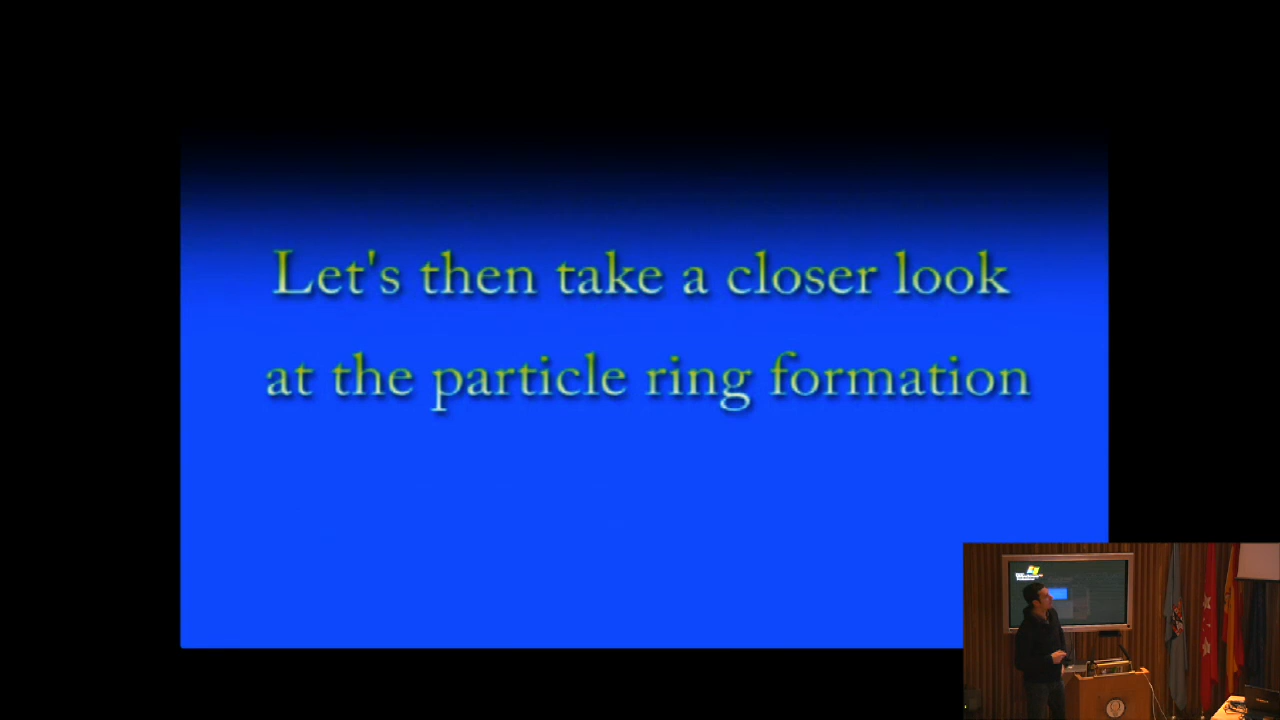 Let's then take a closer look
at the particle ring formation